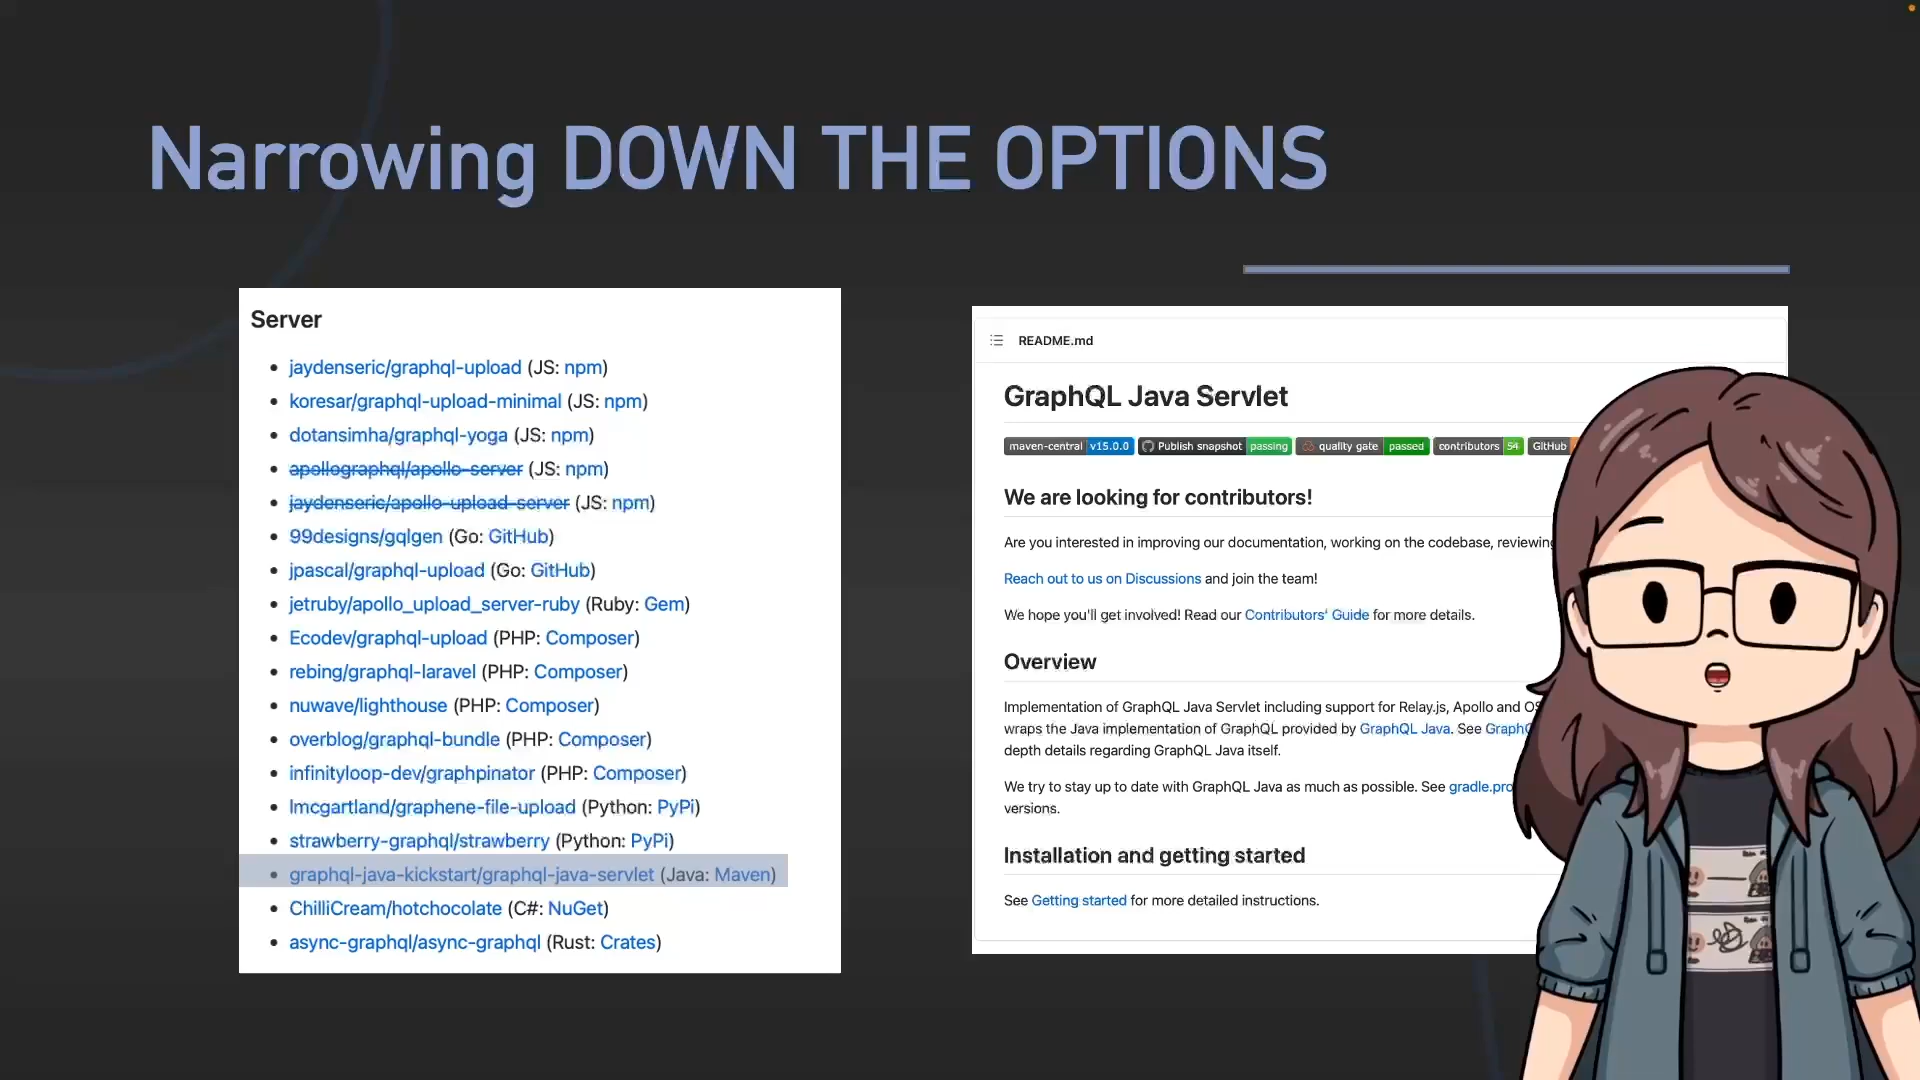 Narrowing DOWN THE OPTIONS
Server
jaydenseric/graphql-upload (JS: npm)
koresar/graphql-upload-minimal (JS: npm)
dotansimha/graphql-yoga (JS: npm)
apollographql/apollo-server (JS: npm)
jaydenseric/apollo-upload-server (JS: npm)
99designs/gqlgen (Go: GitHub)
jpascal/graphql-upload (Go: GitHub)
jetruby/apollo_upload_server-ruby (Ruby: Gem)
Ecodev/graphql-upload (PHP: Composer)
rebing/graphql-laravel (PHP: Composer)
nuwave/lighthouse (PHP: Composer)
overblog/graphql-bundle (PHP: Composer)
infinityloop-dev/graphpinator (PHP: Composer)
lmcgartland/graphene-file-upload (Python: PyPi)
strawberry-graphql/strawberry (Python: PyPi)
graphql-java-kickstart/graphql-java-servlet (Java: Maven)
ChilliCream/hotchocolate (C#: NuGet)
async-graphql/async-graphql (Rust: Crates)
README.md
GraphQL Java Servlet
maven-central v15.0.0 Publish snapshot passing quality gate passed contributors 54 GitHub
We are looking for contributors!
Are you interested in improving our documentation, working on the codebase, reviewing
Reach out to us on Discussions and join the team!
We hope you'll get involved! Read our Contributors' Guide for more details.
Overview
Implementation of GraphQL Java Servlet including support for Relay.js, Apollo and OS
wraps the Java implementation of GraphQL provided by GraphQL Java. See GraphQ
depth details regarding GraphQL Java itself.
We try to stay up to date with GraphQL Java as much as possible. See gradle.pro
versions.
Installation and getting started
See Getting started for more detailed instructions.